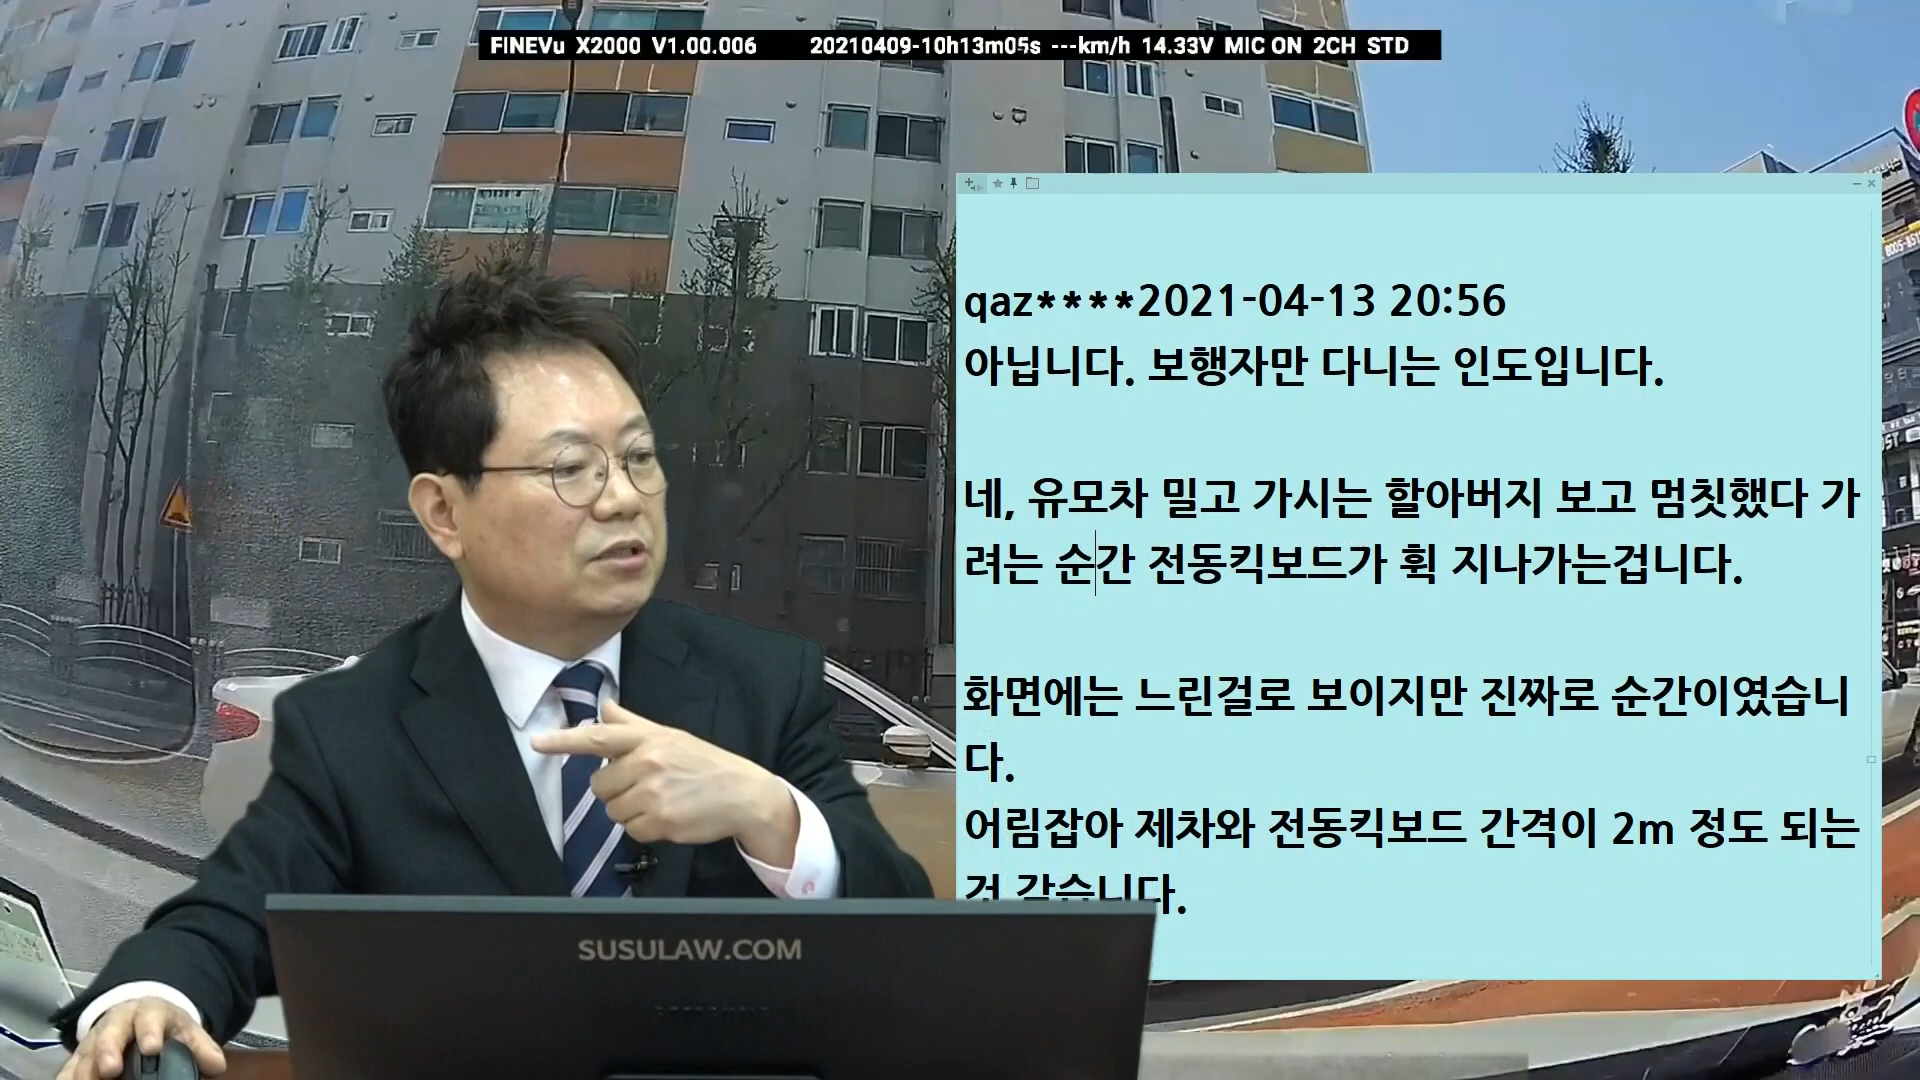 FINEVu X2000 V1.00.006 20210409-10h13m05s ---km/h 14.33V MIC ON 2CH STD
qaz****2021-04-13 20:56
아닙니다. 보행자만 다니는 인도입니다.
네, 유모차 밀고 가시는 할아버지 보고 멈칫했다 가
려는 순간 전동킥보드가 휙 지나가는겁니다.
화면에는 느린걸로 보이지만 진짜로 순간이였습니
다.
어림잡아 제차와 전동킥보드 간격이 2m 정도 되는
것 같습니다.
SUSULAW.COM